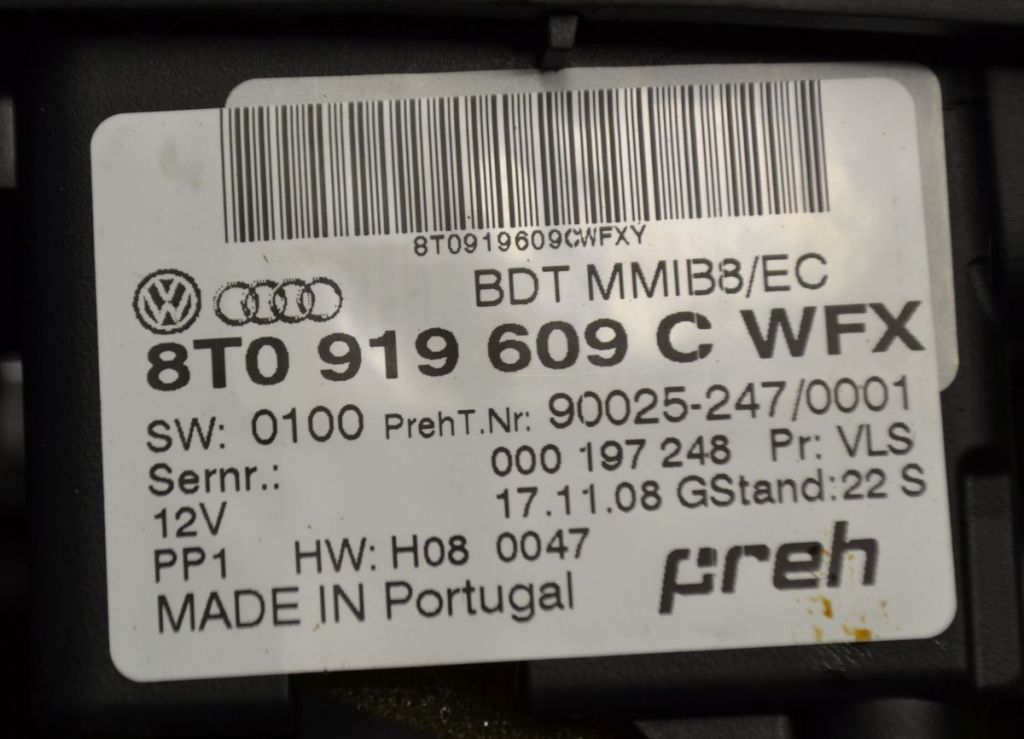 8T0919609CWFXY
BDT MMIB8/EC
8T0 919 609 C WFX
SW: 0100 PrehT.Nr: 90025-247/0001
Sernr.: 000 197 248 Pr: VLS
12V 17.11.08 GStand:22 S
PP1 HW: H08 0047
MADE IN Portugal
preh